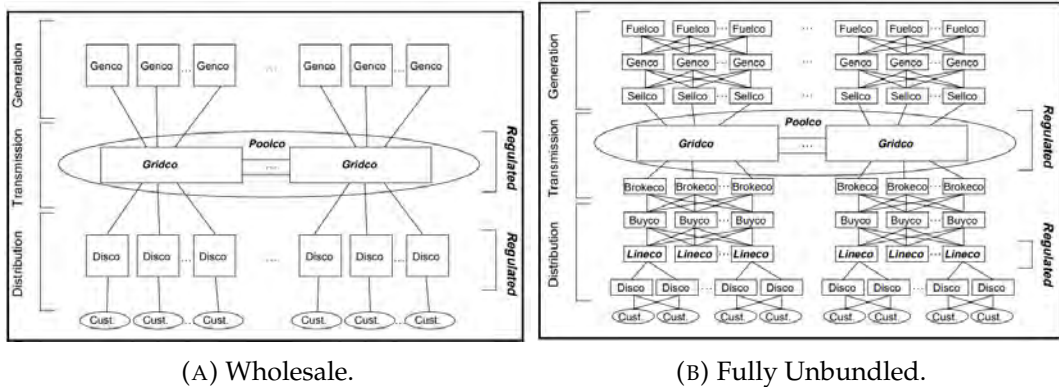 Generation
Genco Genco ... Genco ... Genco Genco ... Genco
Transmission
Poolco
Gridco ... Gridco
Regulated
Distribution
Disco Disco ... Disco ... Disco Disco ... Disco
Regulated
Cust. Cust. ... Cust. Cust. Cust. ... Cust.
(A) Wholesale.
Generation
Fuelco Fuelco ... Fuelco ... Fuelco Fuelco ... Fuelco
Genco Genco ... Genco Genco Genco ... Genco
Sellco Sellco ... Sellco ... Sellco Sellco ... Sellco
Transmission
Poolco
Gridco ... Gridco
Regulated
Brokeco Brokeco ... Brokeco Brokeco Brokeco ... Brokeco
Distribution
Buyco Buyco ... Buyco Buyco Buyco ... Buyco
Lineco Lineco ... Lineco Lineco Lineco ... Lineco
Regulated
Disco Disco ... Disco Disco Disco Disco ... Disco Disco
Cust. Cust. Cust. Cust. Cust. Cust. Cust. Cust.
(B) Fully Unbundled.